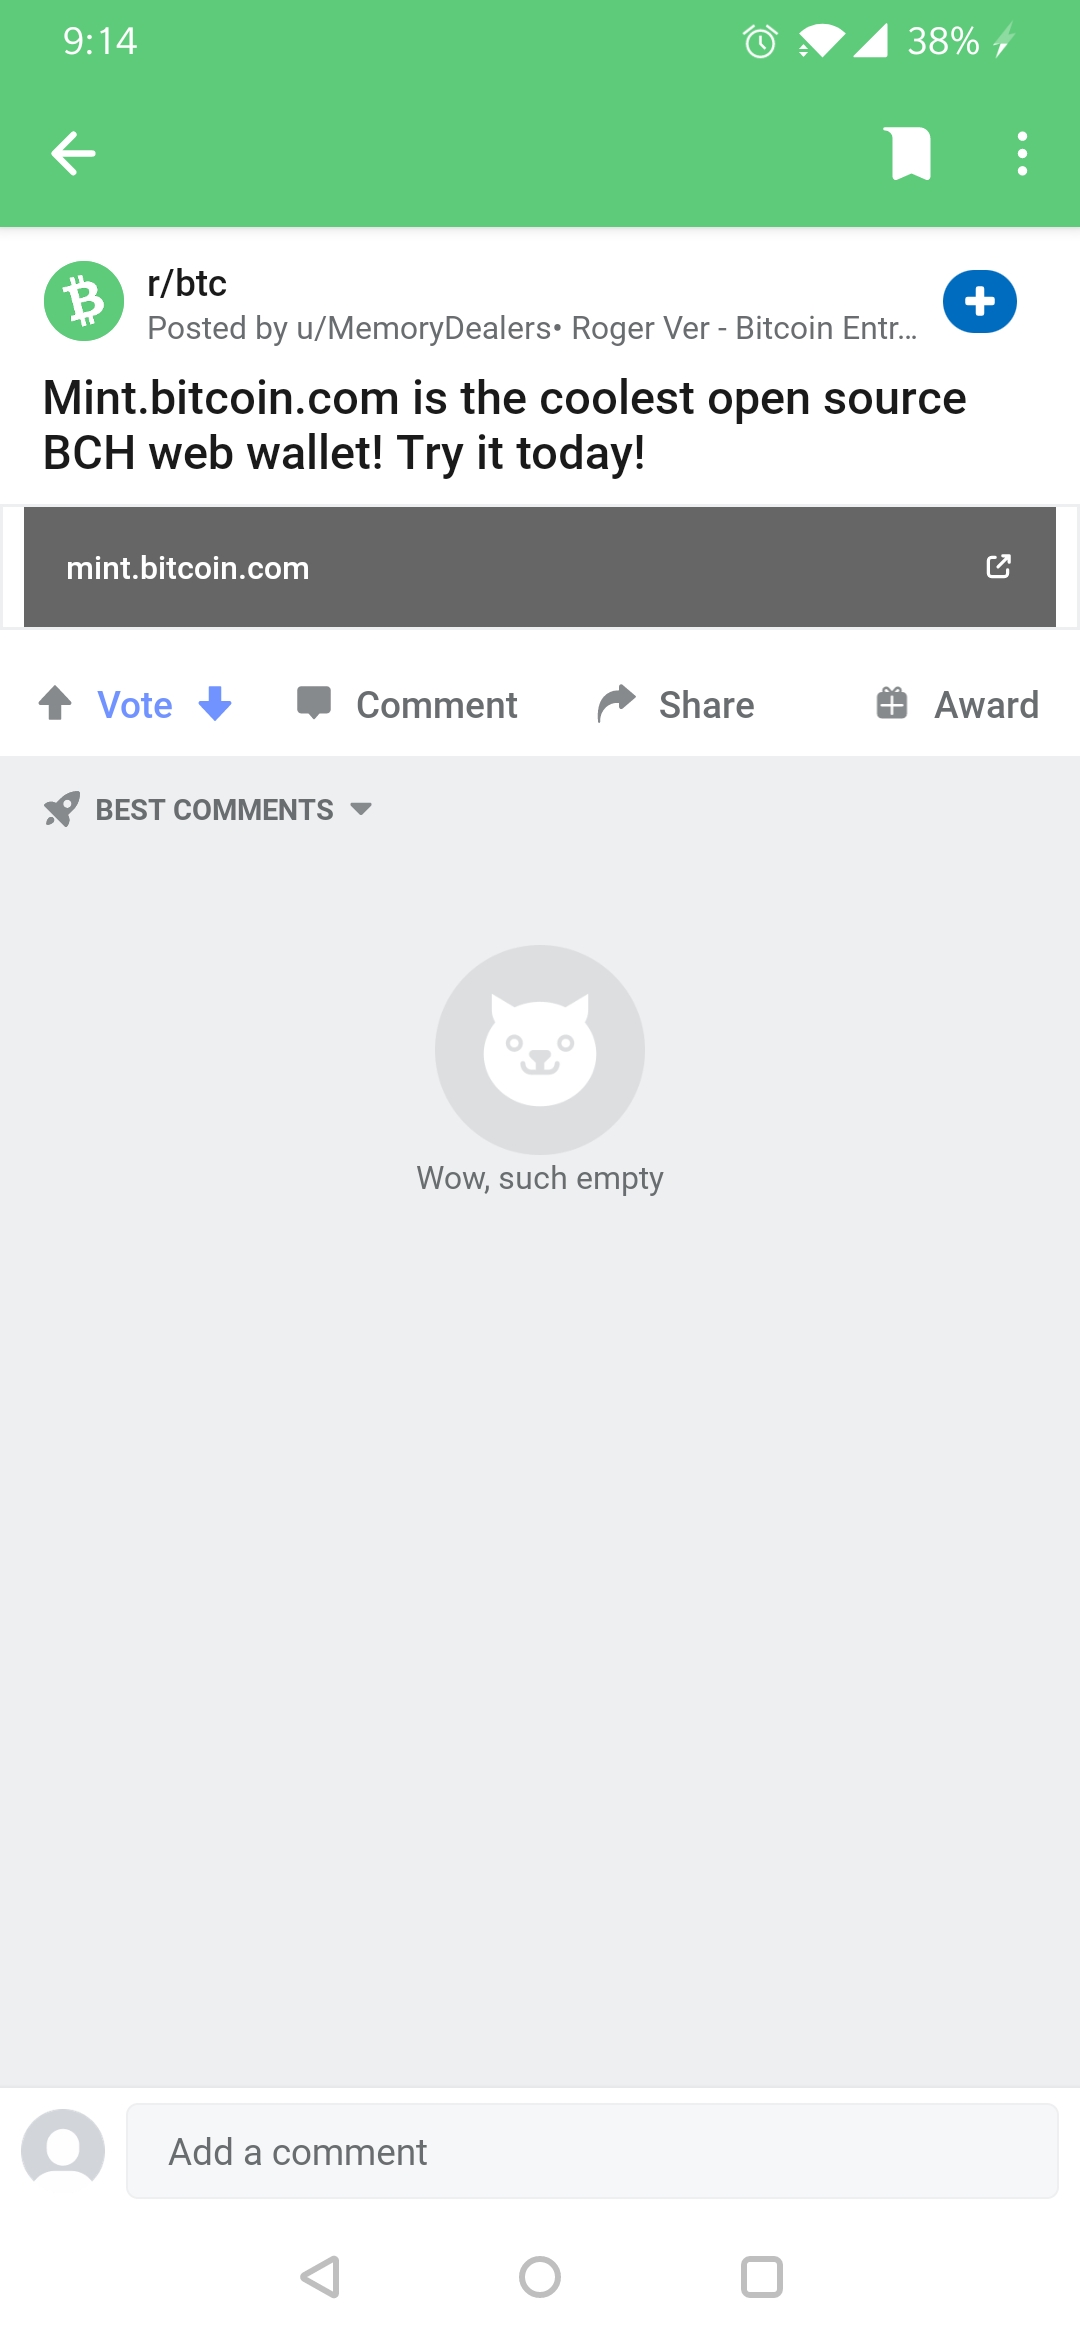 9:14
38%
r/btc
Posted by u/MemoryDealers• Roger Ver - Bitcoin Entr...
Mint.bitcoin.com is the coolest open source
BCH web wallet! Try it today!
mint.bitcoin.com
Vote Comment Share Award
BEST COMMENTS
Wow, such empty
Add a comment